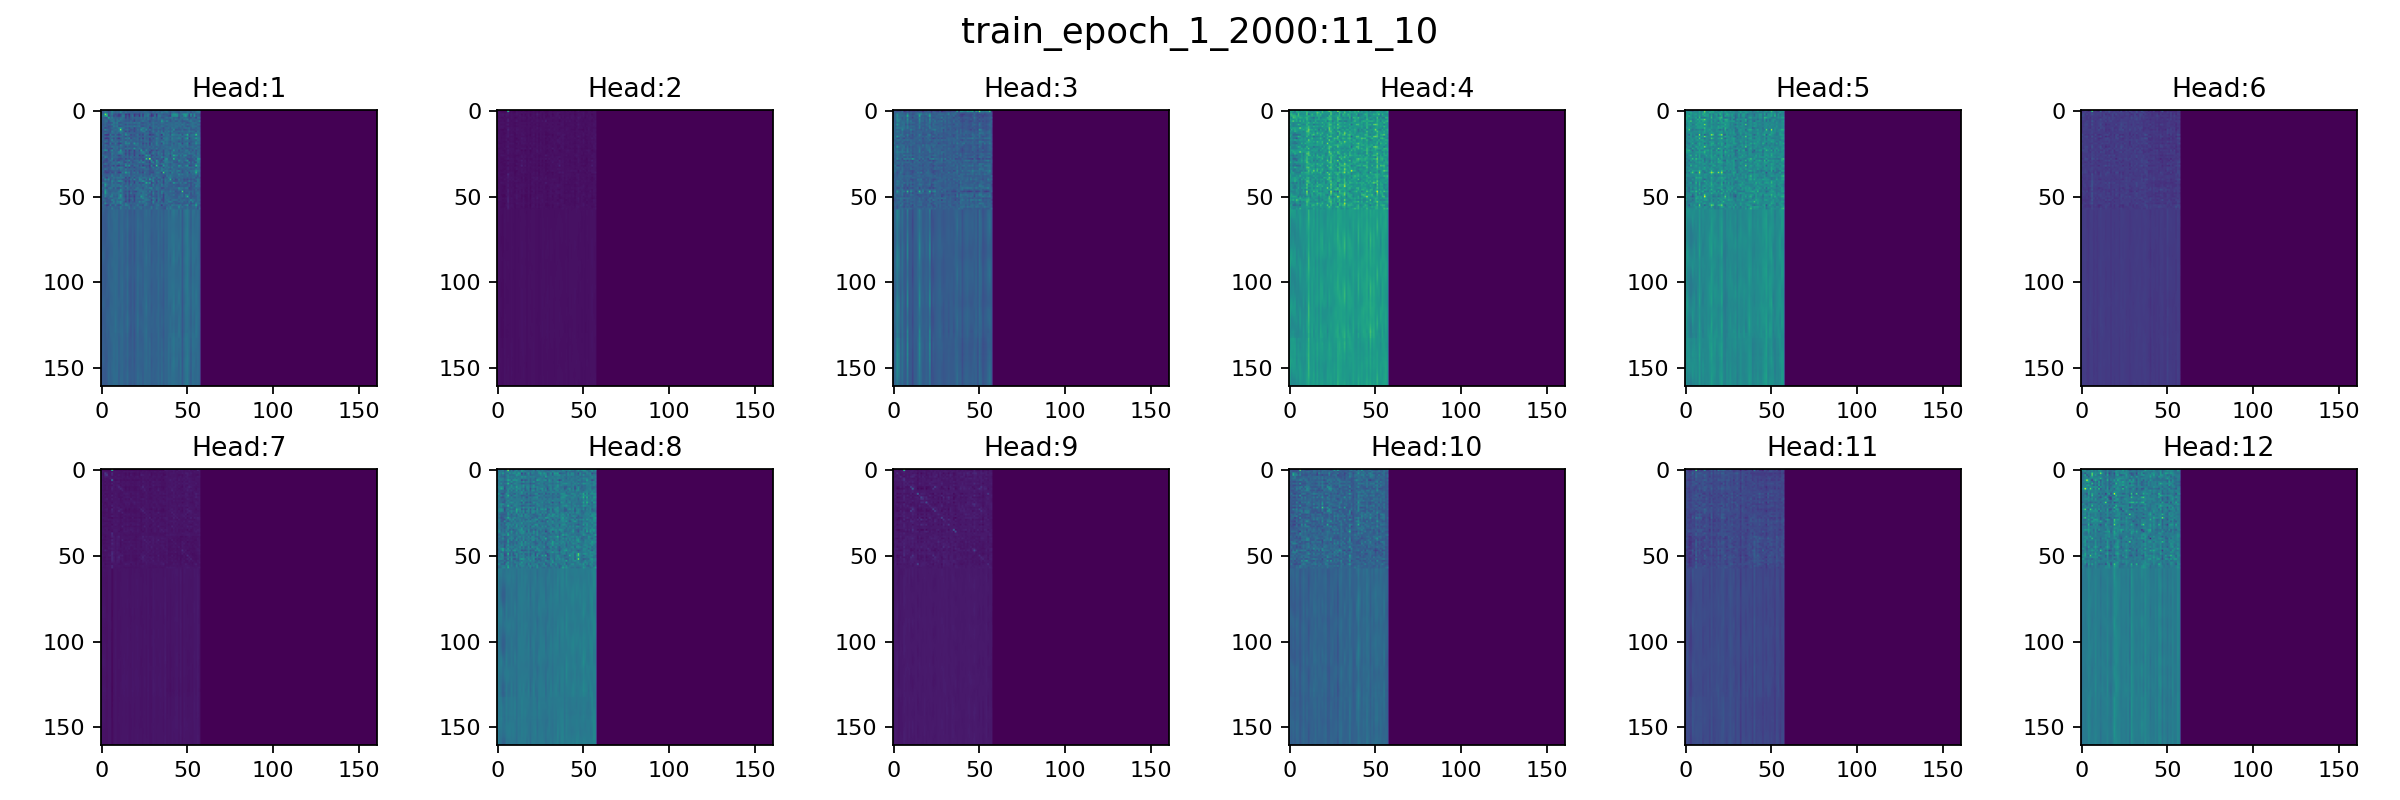 train_epoch_1_2000:11_10
Head:1 Head:2 Head:3 Head:4 Head:5 Head:6
0 0 0 0 0 0
50 50 50 50 50 50
100 100 100 100 100 100
150 150 150 150 150 150
0 50 100 150 0 50 100 150 0 50 100 150 0 50 100 150 0 50 100 150 0 50 100 150
Head:7 Head:8 Head:9 Head:10 Head:11 Head:12
0 0 0 0 0 0
50 50 50 50 50 50
100 100 100 100 100 100
150 150 150 150 150 150
0 50 100 150 0 50 100 150 0 50 100 150 0 50 100 150 0 50 100 150 0 50 100 150